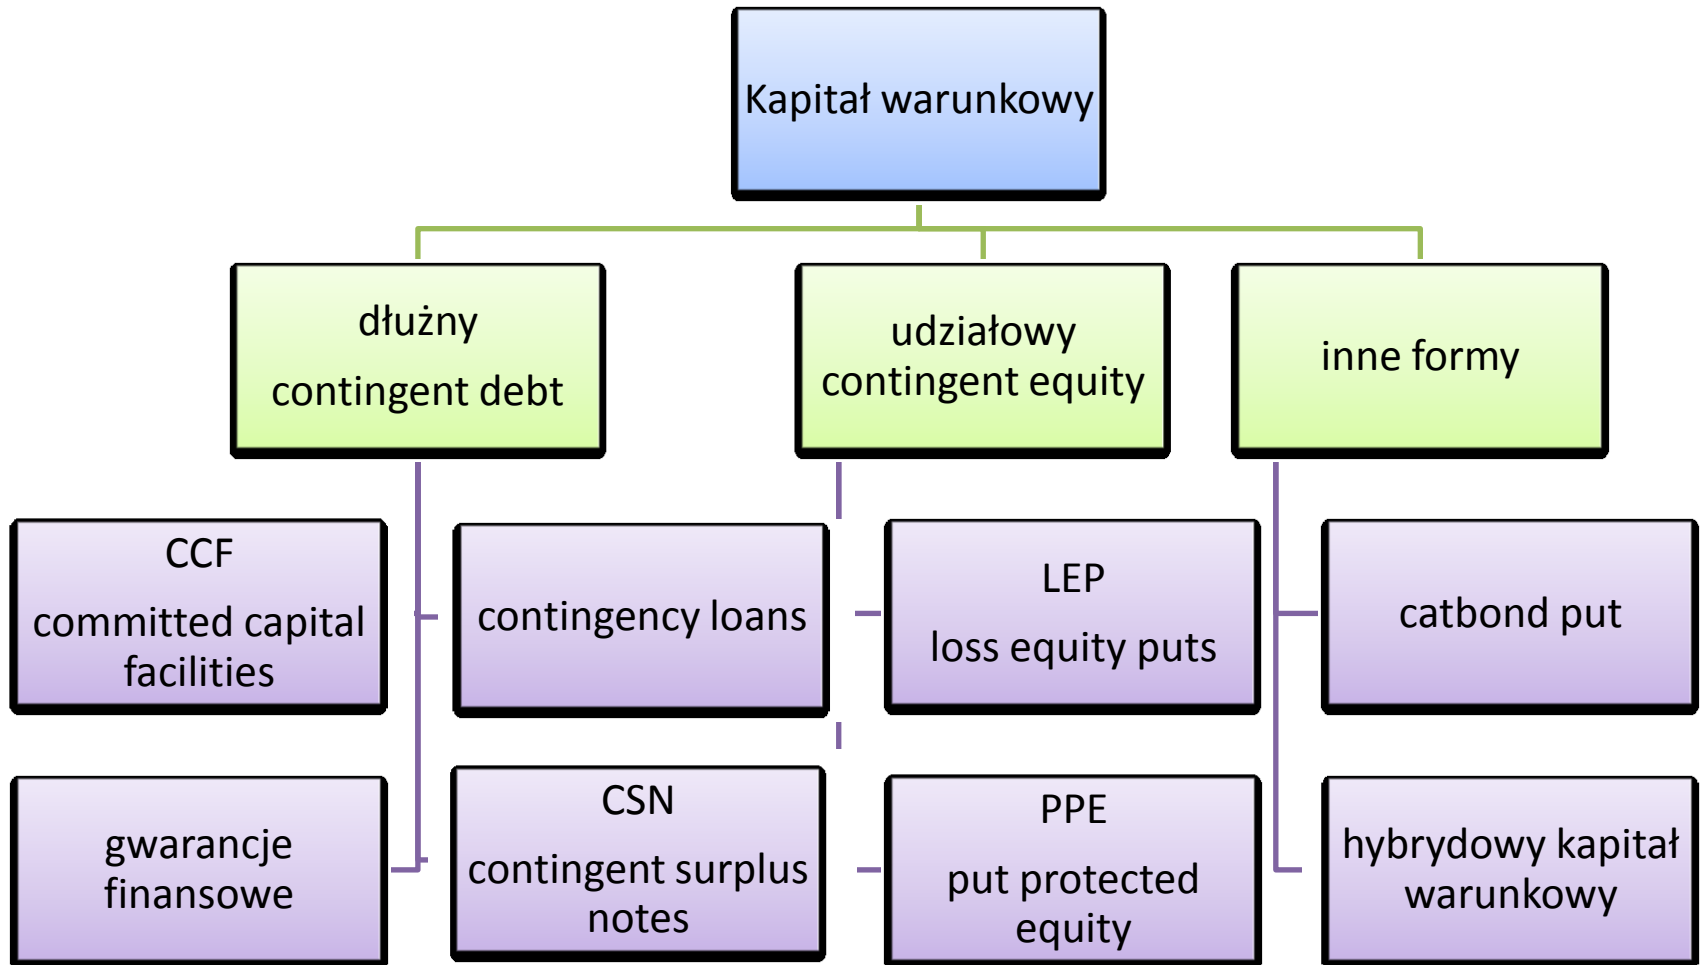 Kapitał warunkowy
dłużny
contingent debt
udziałowy
contingent equity
inne formy
CCF
committed capital
facilities
contingency loans
LEP
loss equity puts
catbond put
gwarancje
finansowe
CSN
contingent surplus
notes
PPE
put protected
equity
hybrydowy kapitał
warunkowy